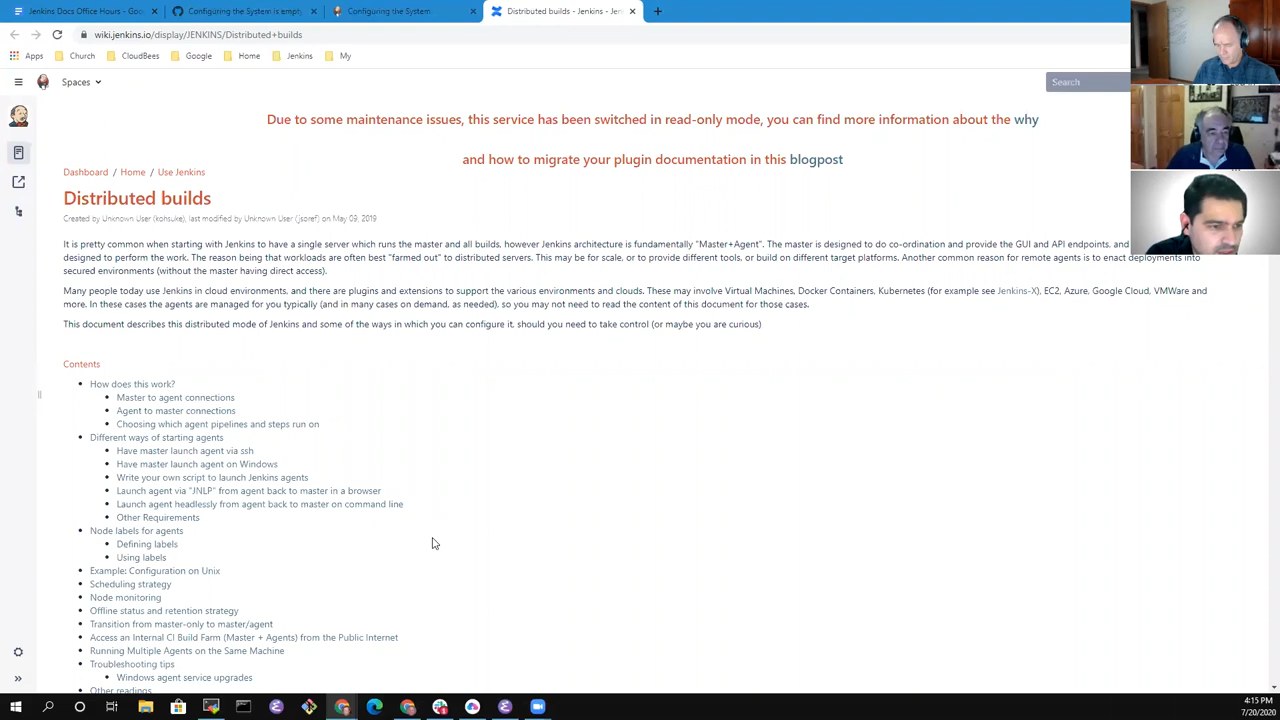 Jenkins Docs Office Hours - Goo
Configuring the System is empt
Configuring the System
Distributed builds - Jenkins - Jen
wiki.jenkins.io/display/JENKINS/Distributed+builds
Apps
Church
CloudBees
Google
Home
Jenkins
My
Spaces
Search
Due to some maintenance issues, this service has been switched in read-only mode, you can find more information about the why
and how to migrate your plugin documentation in this blogpost
Dashboard / Home / Use Jenkins
Distributed builds
Created by Unknown User (kohsuke), last modified by Unknown User (jsoref) on May 09, 2019
It is pretty common when starting with Jenkins to have a single server which runs the master and all builds, however Jenkins architecture is fundamentally "Master+Agent". The master is designed to do co-ordination and provide the GUI and API endpoints, and
designed to perform the work. The reason being that workloads are often best "farmed out" to distributed servers. This may be for scale, or to provide different tools, or build on different target platforms. Another common reason for remote agents is to enact deployments into
secured environments (without the master having direct access).
Many people today use Jenkins in cloud environments, and there are plugins and extensions to support the various environments and clouds. These may involve Virtual Machines, Docker Containers, Kubernetes (for example see Jenkins-X), EC2, Azure, Google Cloud, VMWare and
more. In these cases the agents are managed for you typically (and in many cases on demand, as needed), so you may not need to read the content of this document for those cases.
This document describes this distributed mode of Jenkins and some of the ways in which you can configure it, should you need to take control (or maybe you are curious)
Contents
How does this work?
Master to agent connections
Agent to master connections
Choosing which agent pipelines and steps run on
Different ways of starting agents
Have master launch agent via ssh
Have master launch agent on Windows
Write your own script to launch Jenkins agents
Launch agent via "JNLP" from agent back to master in a browser
Launch agent headlessly from agent back to master on command line
Other Requirements
Node labels for agents
Defining labels
Using labels
Example: Configuration on Unix
Scheduling strategy
Node monitoring
Offline status and retention strategy
Transition from master-only to master/agent
Access an Internal CI Build Farm (Master + Agents) from the Public Internet
Running Multiple Agents on the Same Machine
Troubleshooting tips
Windows agent service upgrades
Other readings
4:15 PM
7/20/2020